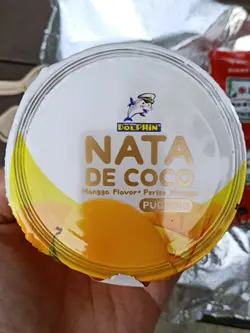 DOLPHIN
NATA
DE COCO
Mango Flavor • Perisa Mangga
PUDDING